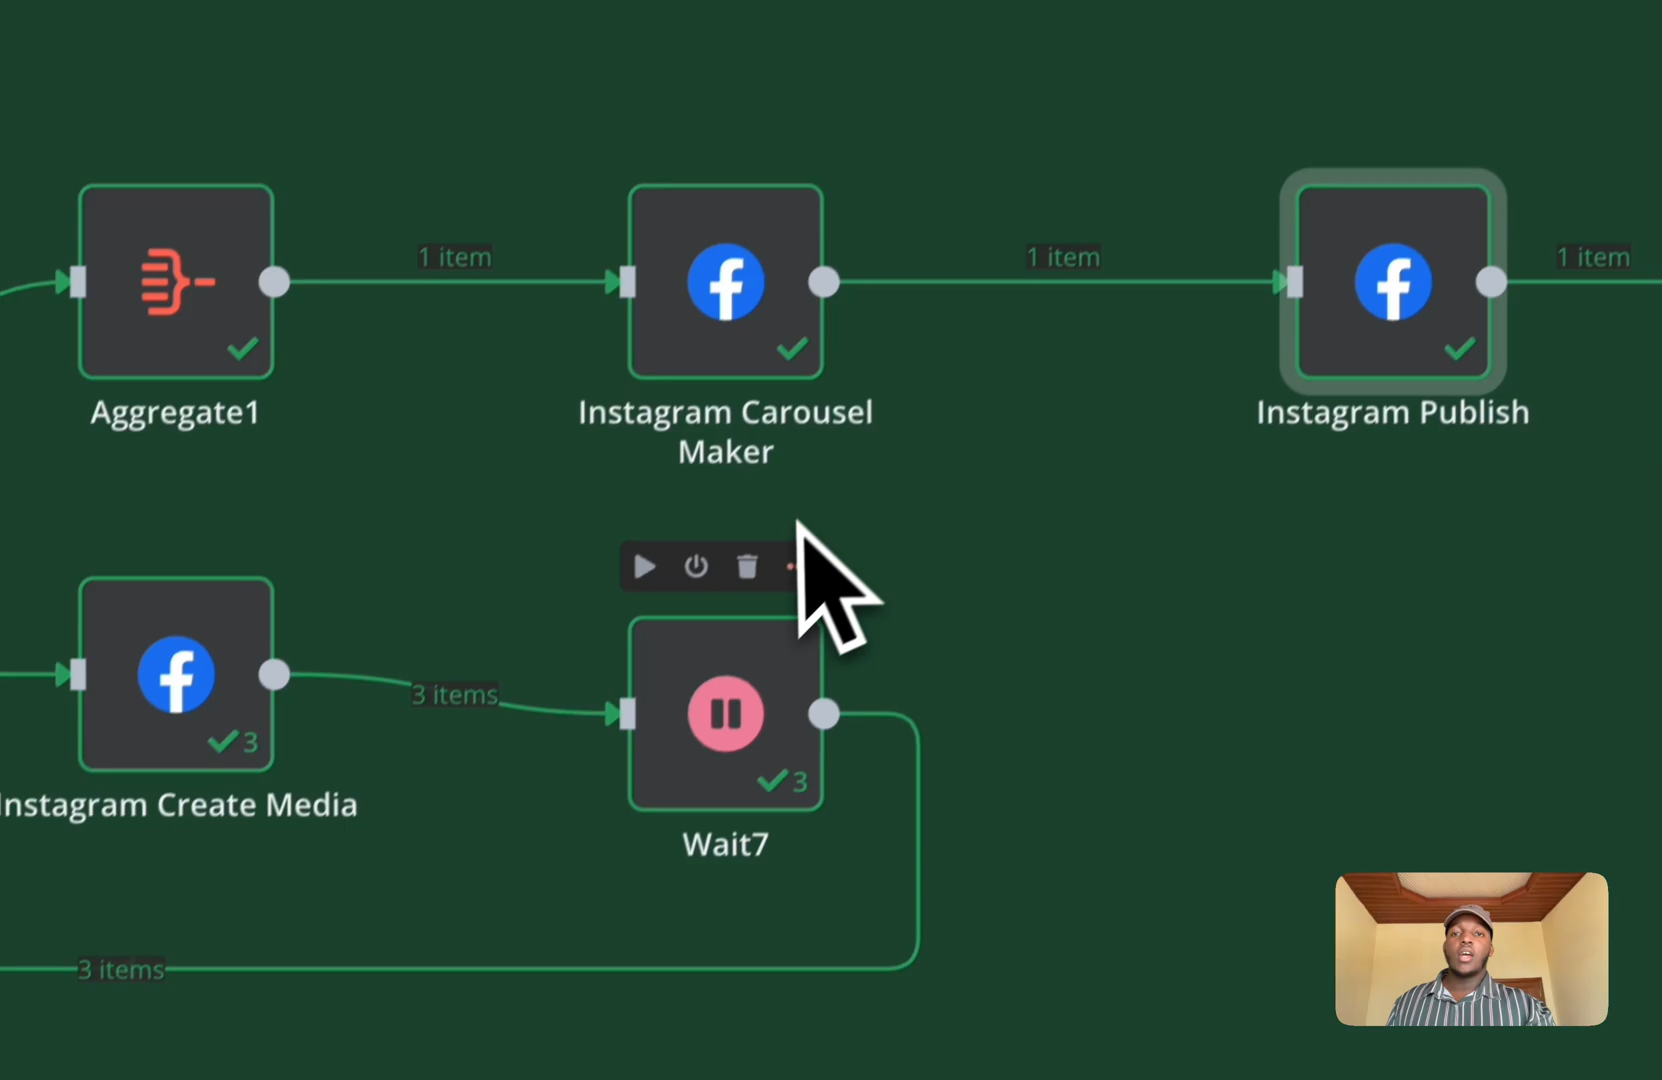 1 item
1 item
1 item
Aggregate1
Instagram Carousel
Maker
Instagram Publish
3 items
3
3
Instagram Create Media
Wait7
3 items